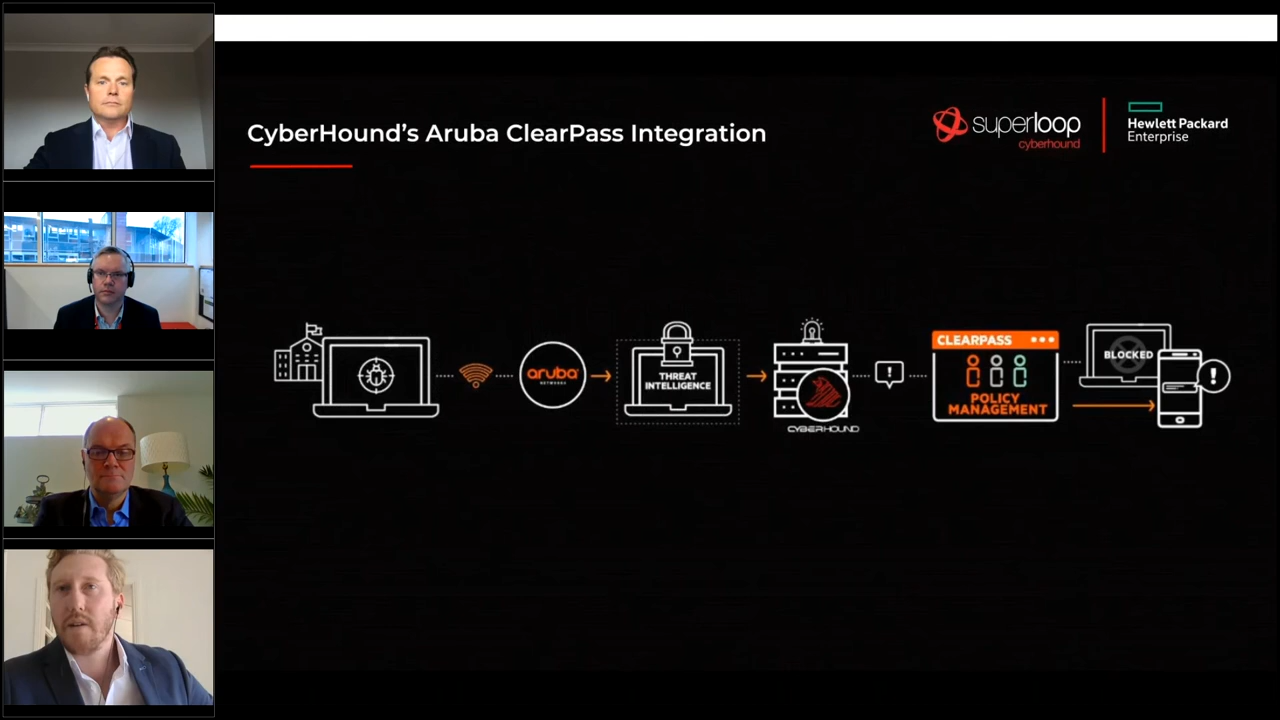 CyberHound's Aruba ClearPass Integration
superloop
cyberhound
Hewlett Packard
Enterprise
aruba
NETWORKS
THREAT
INTELLIGENCE
CYBERHOUND
CLEARPASS
POLICY
MANAGEMENT
BLOCKED